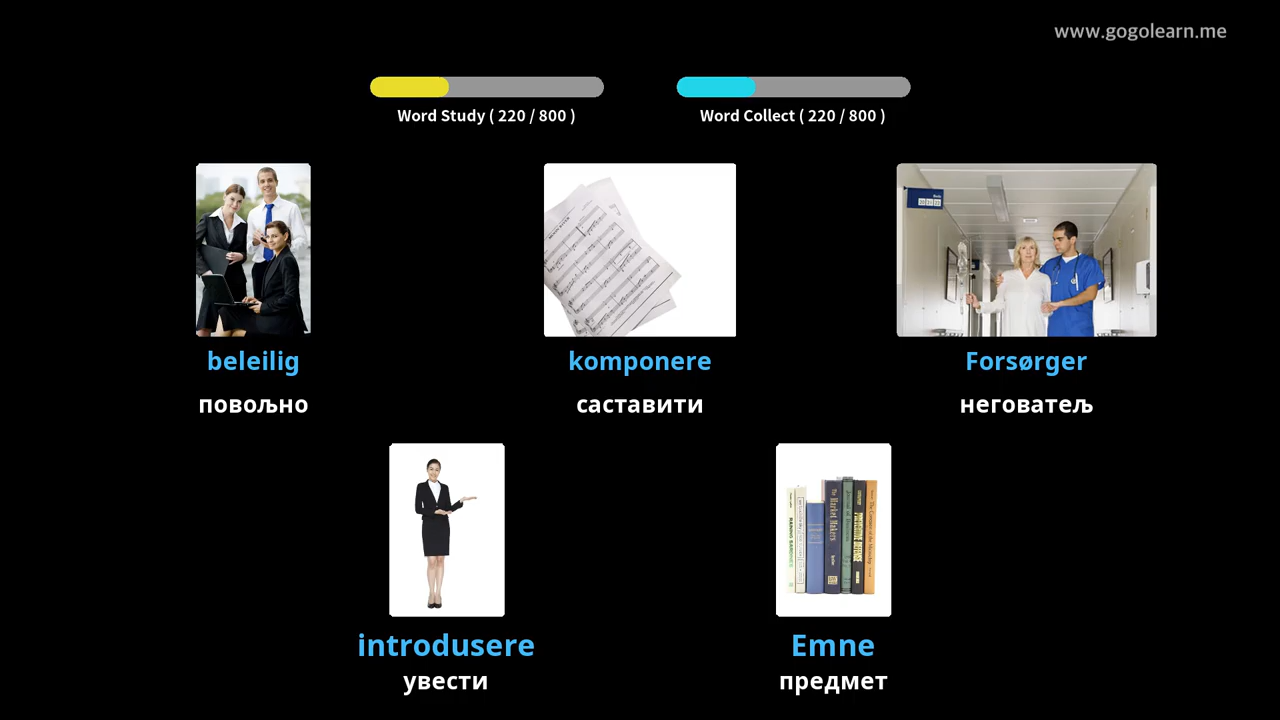 www.gogolearn.me
Word Study ( 220 / 800 )
Word Collect ( 220 / 800 )
beleilig
komponere
Forsørger
повољно
саставити
неговатељ
introdusere
Emne
увести
предмет